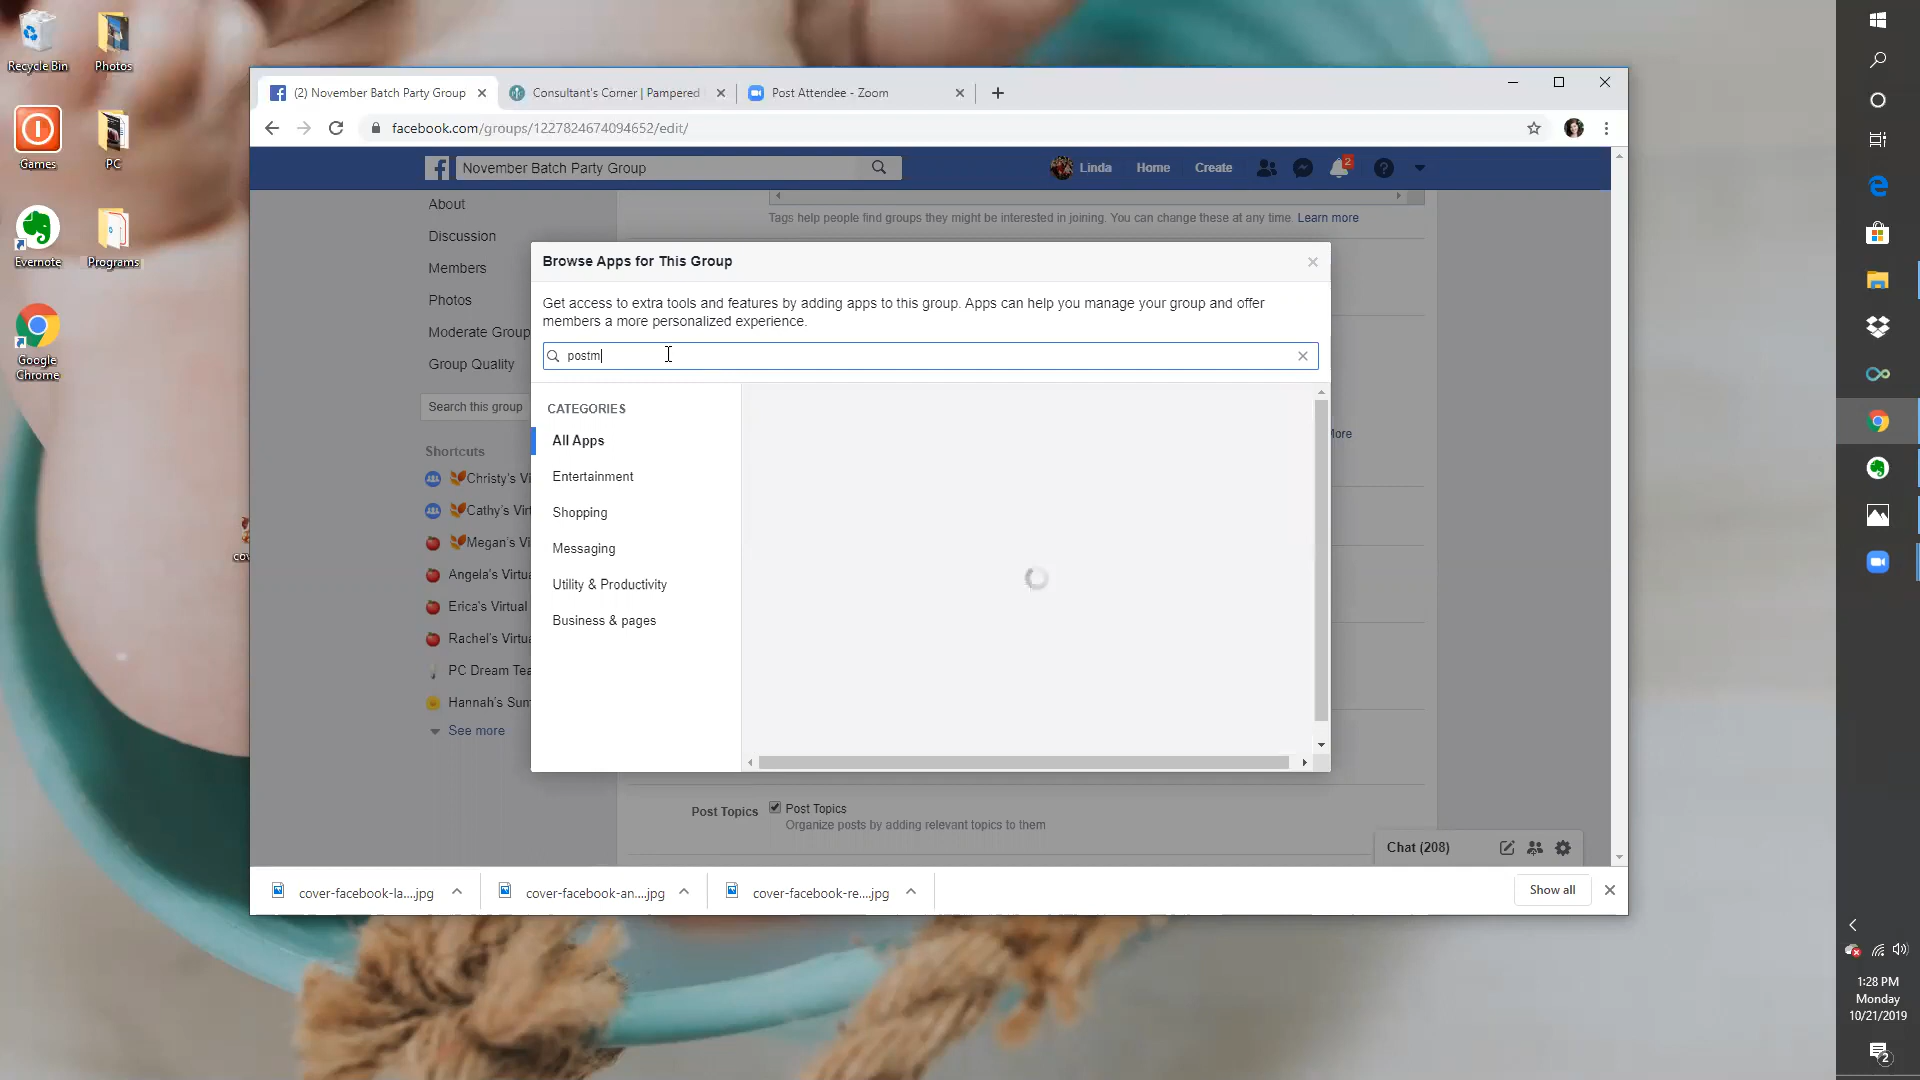 Recycle Bin
Photos
Games
PC
Evernote
Programs
Google
Chrome
(2) November Batch Party Group
Consultant's Corner | Pampered
Post Attendee - Zoom
facebook.com/groups/1227824674094652/edit/
November Batch Party Group
Linda
Home
Create
2
About
Discussion
Members
Photos
Moderate Group
Group Quality
Search this group
Shortcuts
Christy's Vi
Cathy's Virt
Megan's Vi
Angela's Virtua
Erica's Virtual
Rachel's Virtu
PC Dream Tea
Hannah's Sum
See more
Tags help people find groups they might be interested in joining. You can change these at any time. Learn more
Browse Apps for This Group
Get access to extra tools and features by adding apps to this group. Apps can help you manage your group and offer
members a more personalized experience.
postm
CATEGORIES
All Apps
Entertainment
Shopping
Messaging
Utility & Productivity
Business & pages
Post Topics
Post Topics
Organize posts by adding relevant topics to them
Chat (208)
cover-facebook-la....jpg
cover-facebook-an....jpg
cover-facebook-re....jpg
Show all
1:28 PM
Monday
10/21/2019
2